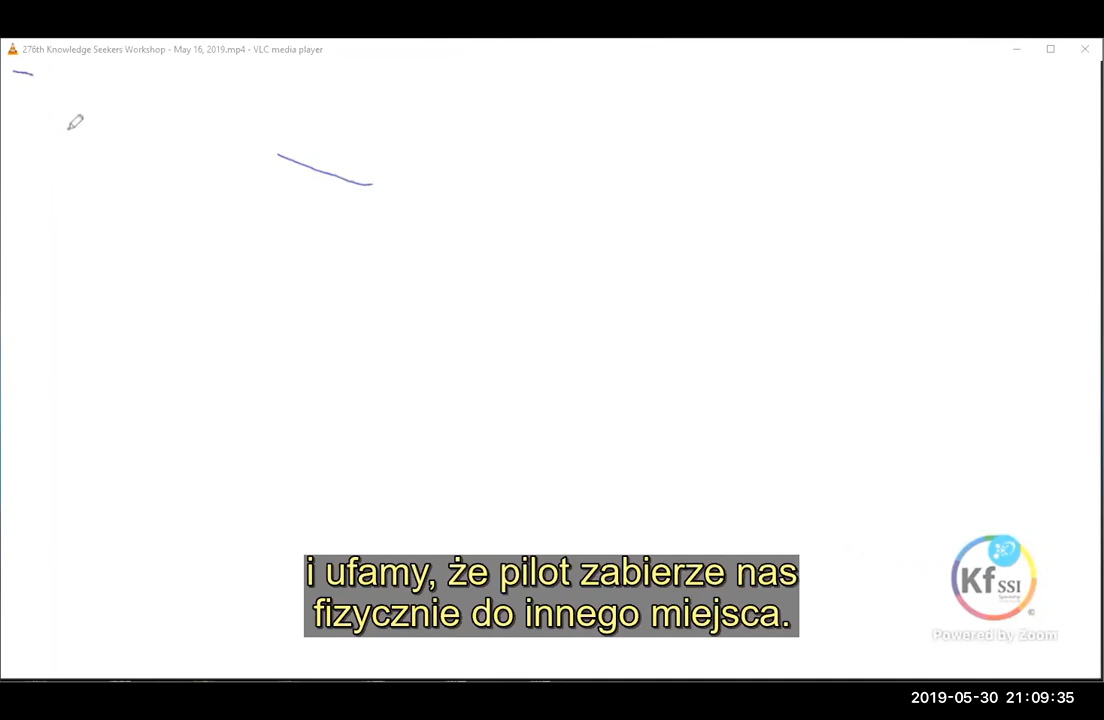 276th Knowledge Seekers Workshop - May 16, 2019.mp4 - VLC media player
i ufamy, że pilot zabierze nas
fizycznie do innego miejsca.
Kf SSI
Powered by Zoom
2019-05-30 21:09:35